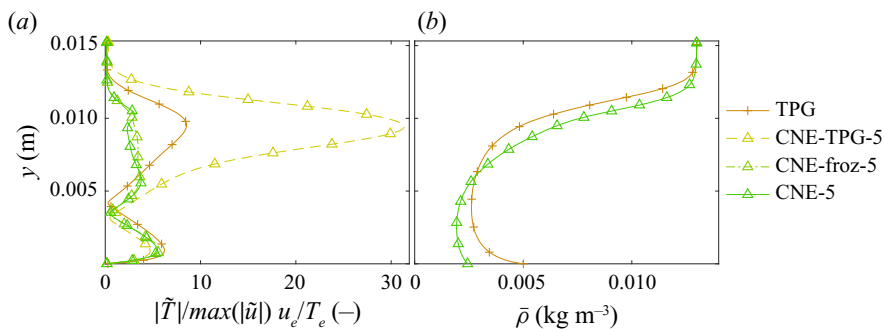 (a)
(b)
0.015
0.010
0.005
y (m)
0 10 20 30
0 0.005 0.010
|T̃|/max(|ũ|) u_e/T_e (–)
ρ̄ (kg m⁻³)
TPG
CNE-TPG-5
CNE-froz-5
CNE-5